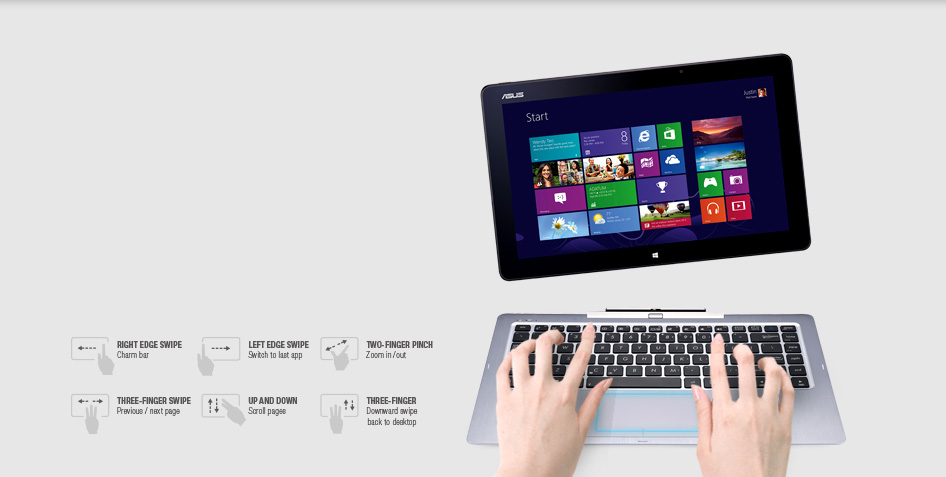 ASUS
Start
Justin
8
RIGHT EDGE SWIPE
Charm bar
LEFT EDGE SWIPE
Switch to last app
TWO-FINGER PINCH
Zoom in /out
THREE-FINGER SWIPE
Previous / next page
UP AND DOWN
Scroll pages
THREE-FINGER
Downward swipe
back to desktop